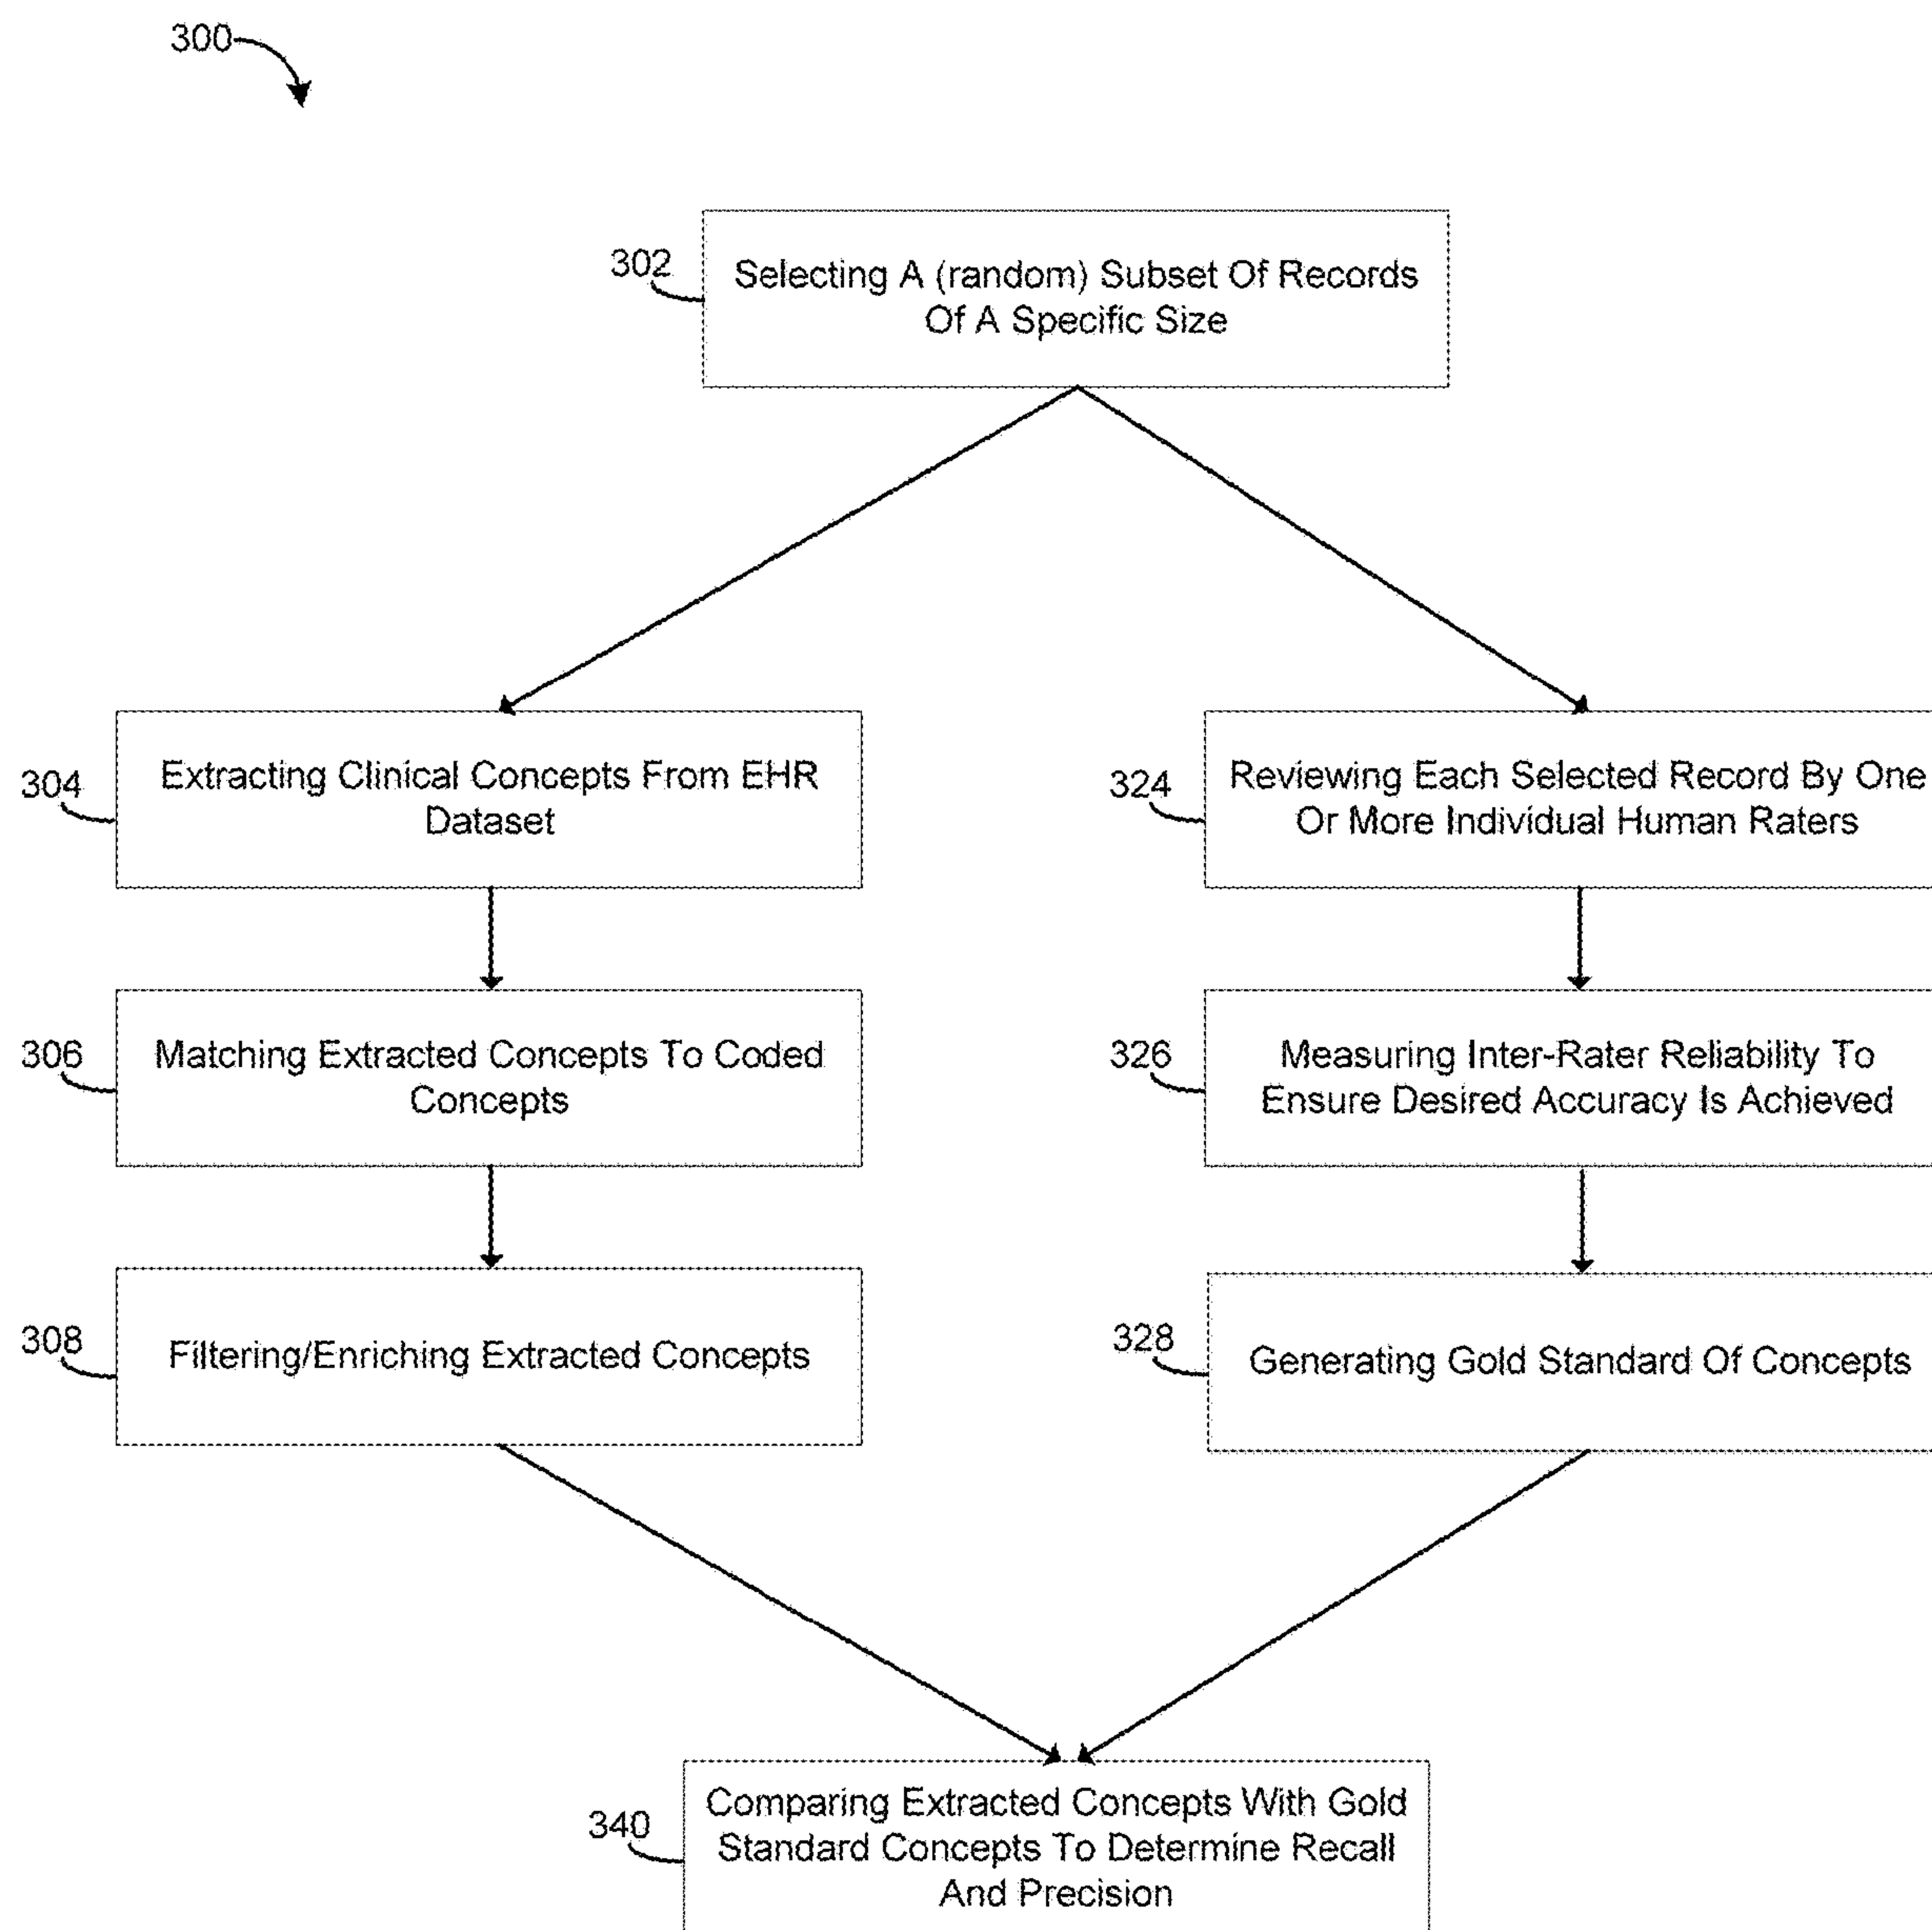 300
302
Selecting A (random) Subset Of Records
Of A Specific Size
304
Extracting Clinical Concepts From EHR
Dataset
324
Reviewing Each Selected Record By One
Or More Individual Human Raters
306
Matching Extracted Concepts To Coded
Concepts
326
Measuring Inter-Rater Reliability To
Ensure Desired Accuracy Is Achieved
308
Filtering/Enriching Extracted Concepts
328
Generating Gold Standard Of Concepts
340
Comparing Extracted Concepts With Gold
Standard Concepts To Determine Recall
And Precision